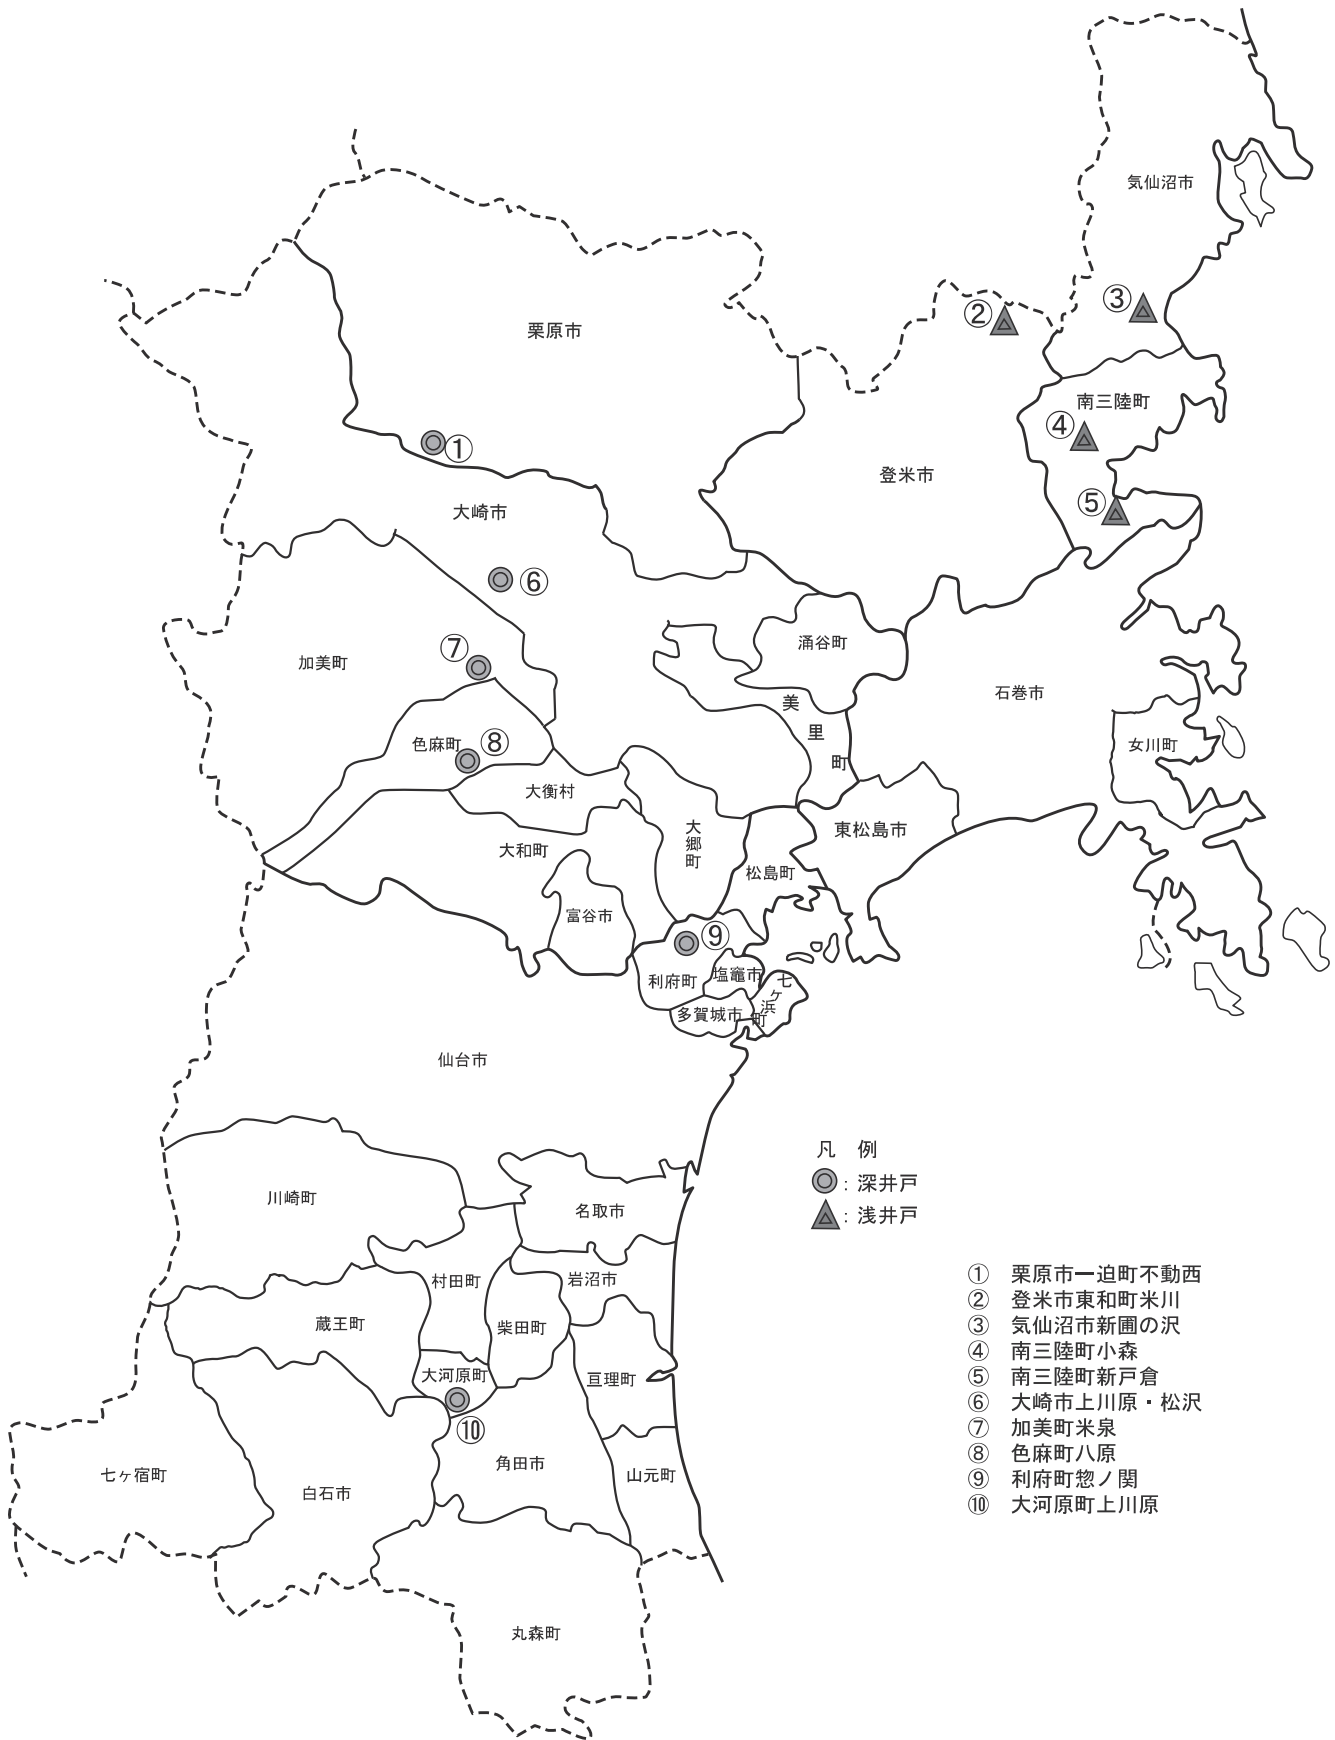 気仙沼市
③
②
栗原市
南三陸町
④
①
登米市
⑤
大崎市
⑥
涌谷町
⑦
加美町
石巻市
美里町
⑧
色麻町
女川町
大衡村
大郷町
東松島市
大和町
松島町
富谷市
⑨
利府町
塩竈市
七ヶ浜町
多賀城市
仙台市
川崎町
名取市
村田町
岩沼市
蔵王町
柴田町
大河原町
亘理町
⑩
角田市
七ヶ宿町
白石市
山元町
丸森町
凡 例
：深井戸
：浅井戸
① 栗原市一迫町不動西
② 登米市東和町米川
③ 気仙沼市新圃の沢
④ 南三陸町小森
⑤ 南三陸町新戸倉
⑥ 大崎市上川原・松沢
⑦ 加美町米泉
⑧ 色麻町八原
⑨ 利府町惣ノ関
⑩ 大河原町上川原